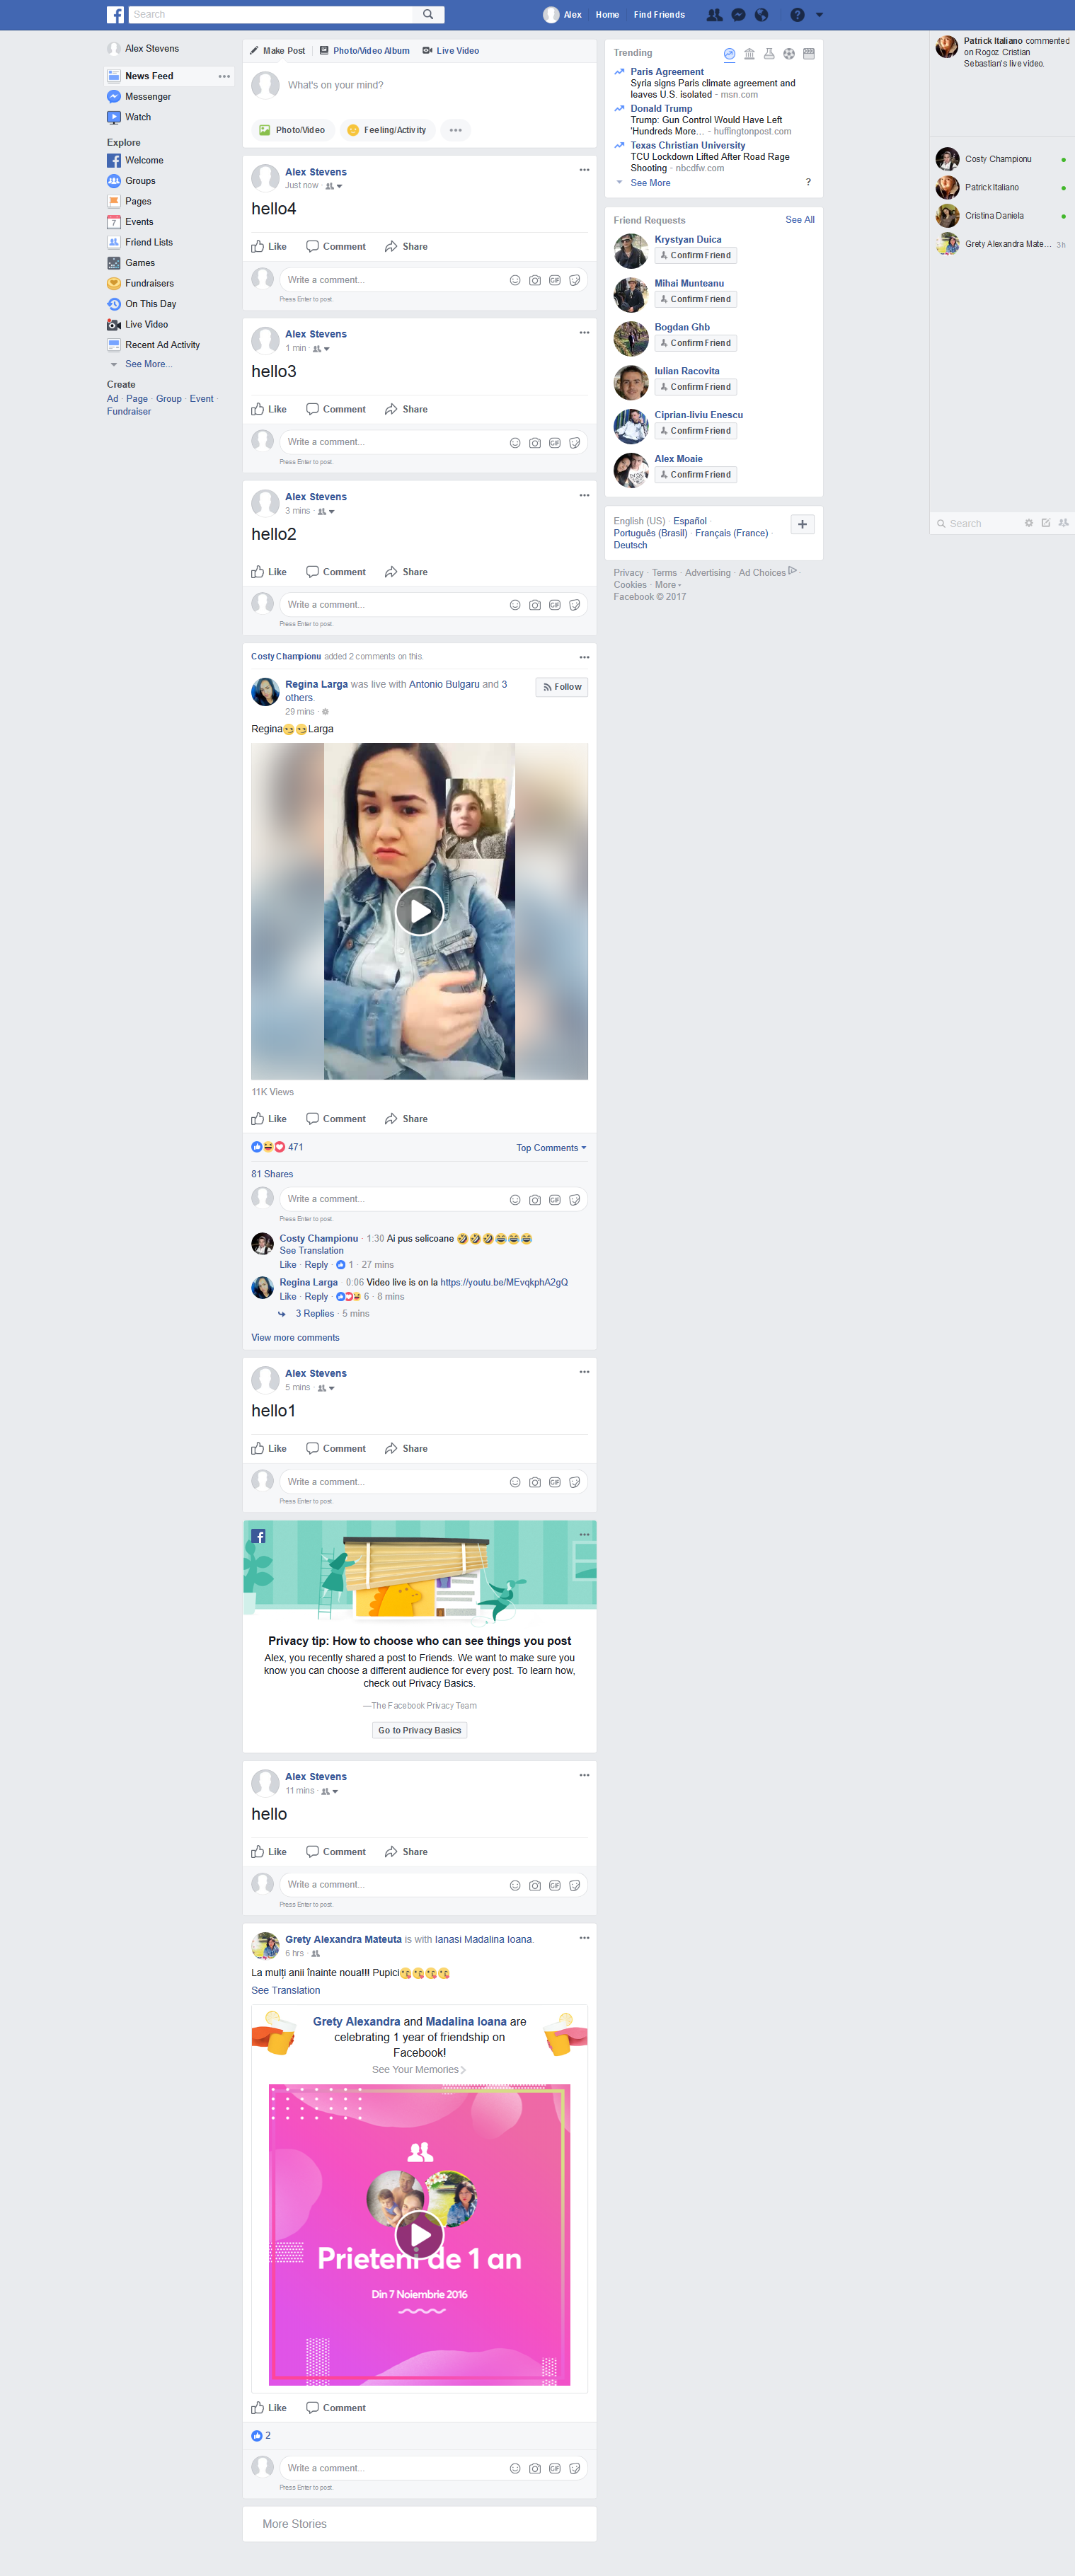 Search
Alex Home Find Friends
Alex Stevens
News Feed
Messenger
Watch
Explore
Welcome
Groups
Pages
7
Events
Friend Lists
Games
Fundraisers
On This Day
Live Video
Recent Ad Activity
See More...
Create
Ad · Page · Group · Event ·
Fundraiser
Make Post Photo/Video Album Live Video
What's on your mind?
Photo/Video Feeling/Activity
Alex Stevens
Just now ·
hello4
Like Comment Share
Write a comment...
GIF
Press Enter to post.
Alex Stevens
1 min ·
hello3
Like Comment Share
Write a comment...
GIF
Press Enter to post.
Alex Stevens
3 mins ·
hello2
Like Comment Share
Write a comment...
GIF
Press Enter to post.
Costy Championu added 2 comments on this.
Regina Larga was live with Antonio Bulgaru and 3
others.
29 mins ·
Follow
Regina😏😏Larga
11K Views
Like Comment Share
471
Top Comments
81 Shares
Write a comment...
GIF
Press Enter to post.
Costy Championu · 1:30 Ai pus selicoane 🤣🤣🤣😂😂😂
See Translation
Like · Reply · 1 · 27 mins
Regina Larga · 0:06 Video live is on la https://youtu.be/MEvqkphA2gQ
Like · Reply · 6 · 8 mins
3 Replies · 5 mins
View more comments
Alex Stevens
5 mins ·
hello1
Like Comment Share
Write a comment...
GIF
Press Enter to post.
Privacy tip: How to choose who can see things you post
Alex, you recently shared a post to Friends. We want to make sure you
know you can choose a different audience for every post. To learn how,
check out Privacy Basics.
—The Facebook Privacy Team
Go to Privacy Basics
Alex Stevens
11 mins ·
hello
Like Comment Share
Write a comment...
GIF
Press Enter to post.
Grety Alexandra Mateuta is with Ianasi Madalina Ioana.
6 hrs ·
La mulți anii înainte noua!!! Pupici😘😘😘😘
See Translation
Grety Alexandra and Madalina Ioana are
celebrating 1 year of friendship on
Facebook!
See Your Memories
Prieteni de 1 an
Din 7 Noiembrie 2016
Like Comment
2
Write a comment...
GIF
Press Enter to post.
More Stories
Trending
Paris Agreement
Syria signs Paris climate agreement and
leaves U.S. isolated - msn.com
Donald Trump
Trump: Gun Control Would Have Left
'Hundreds More... - huffingtonpost.com
Texas Christian University
TCU Lockdown Lifted After Road Rage
Shooting - nbcdfw.com
See More ?
Friend Requests See All
Krystyan Duica
Confirm Friend
Mihai Munteanu
Confirm Friend
Bogdan Ghb
Confirm Friend
Iulian Racovita
Confirm Friend
Ciprian-liviu Enescu
Confirm Friend
Alex Moaie
Confirm Friend
English (US) · Español ·
Português (Brasil) · Français (France) ·
Deutsch
+
Privacy · Terms · Advertising · Ad Choices ·
Cookies · More
Facebook © 2017
Patrick Italiano commented
on Rogoz Cristian
Sebastian's live video.
Costy Championu
Patrick Italiano
Cristina Daniela
Grety Alexandra Mate... 3h
Search